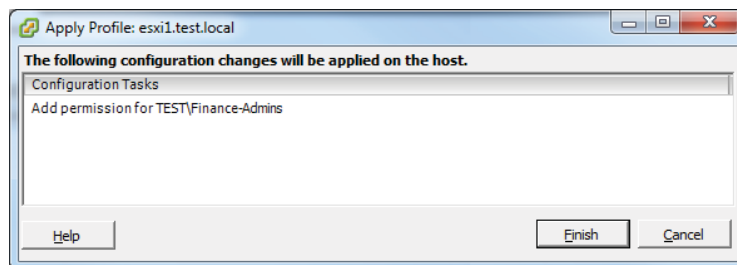 Apply Profile: esxi1.test.local
The following configuration changes will be applied on the host.
Configuration Tasks
Add permission for TEST\Finance-Admins
Help
Finish
Cancel